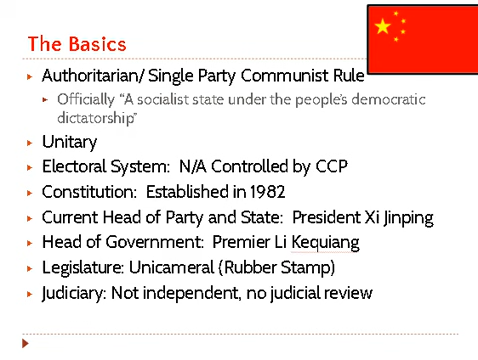 The Basics
Authoritarian/ Single Party Communist Rule
Officially “A socialist state under the people's democratic
dictatorship”
Unitary
Electoral System: N/A Controlled by CCP
Constitution: Established in 1982
Current Head of Party and State: President Xi Jinping
Head of Government: Premier Li Kequiang
Legislature: Unicameral (Rubber Stamp)
Judiciary: Not independent, no judicial review